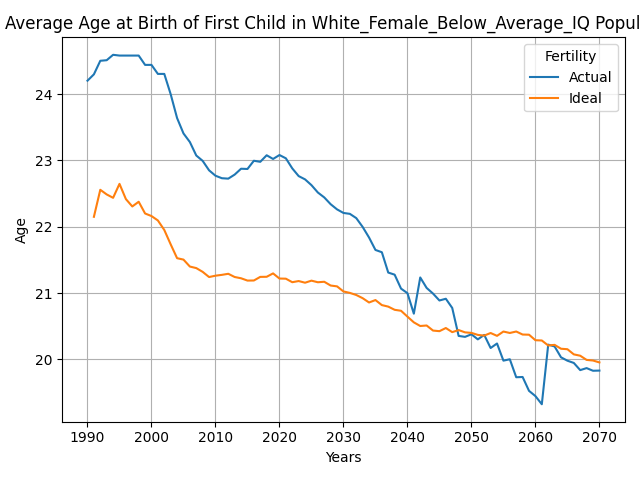 Average Age at Birth of First Child in White_Female_Below_Average_IQ Popul
Fertility
Actual
Ideal
24
23
22
21
20
Age
1990 2000 2010 2020 2030 2040 2050 2060 2070
Years